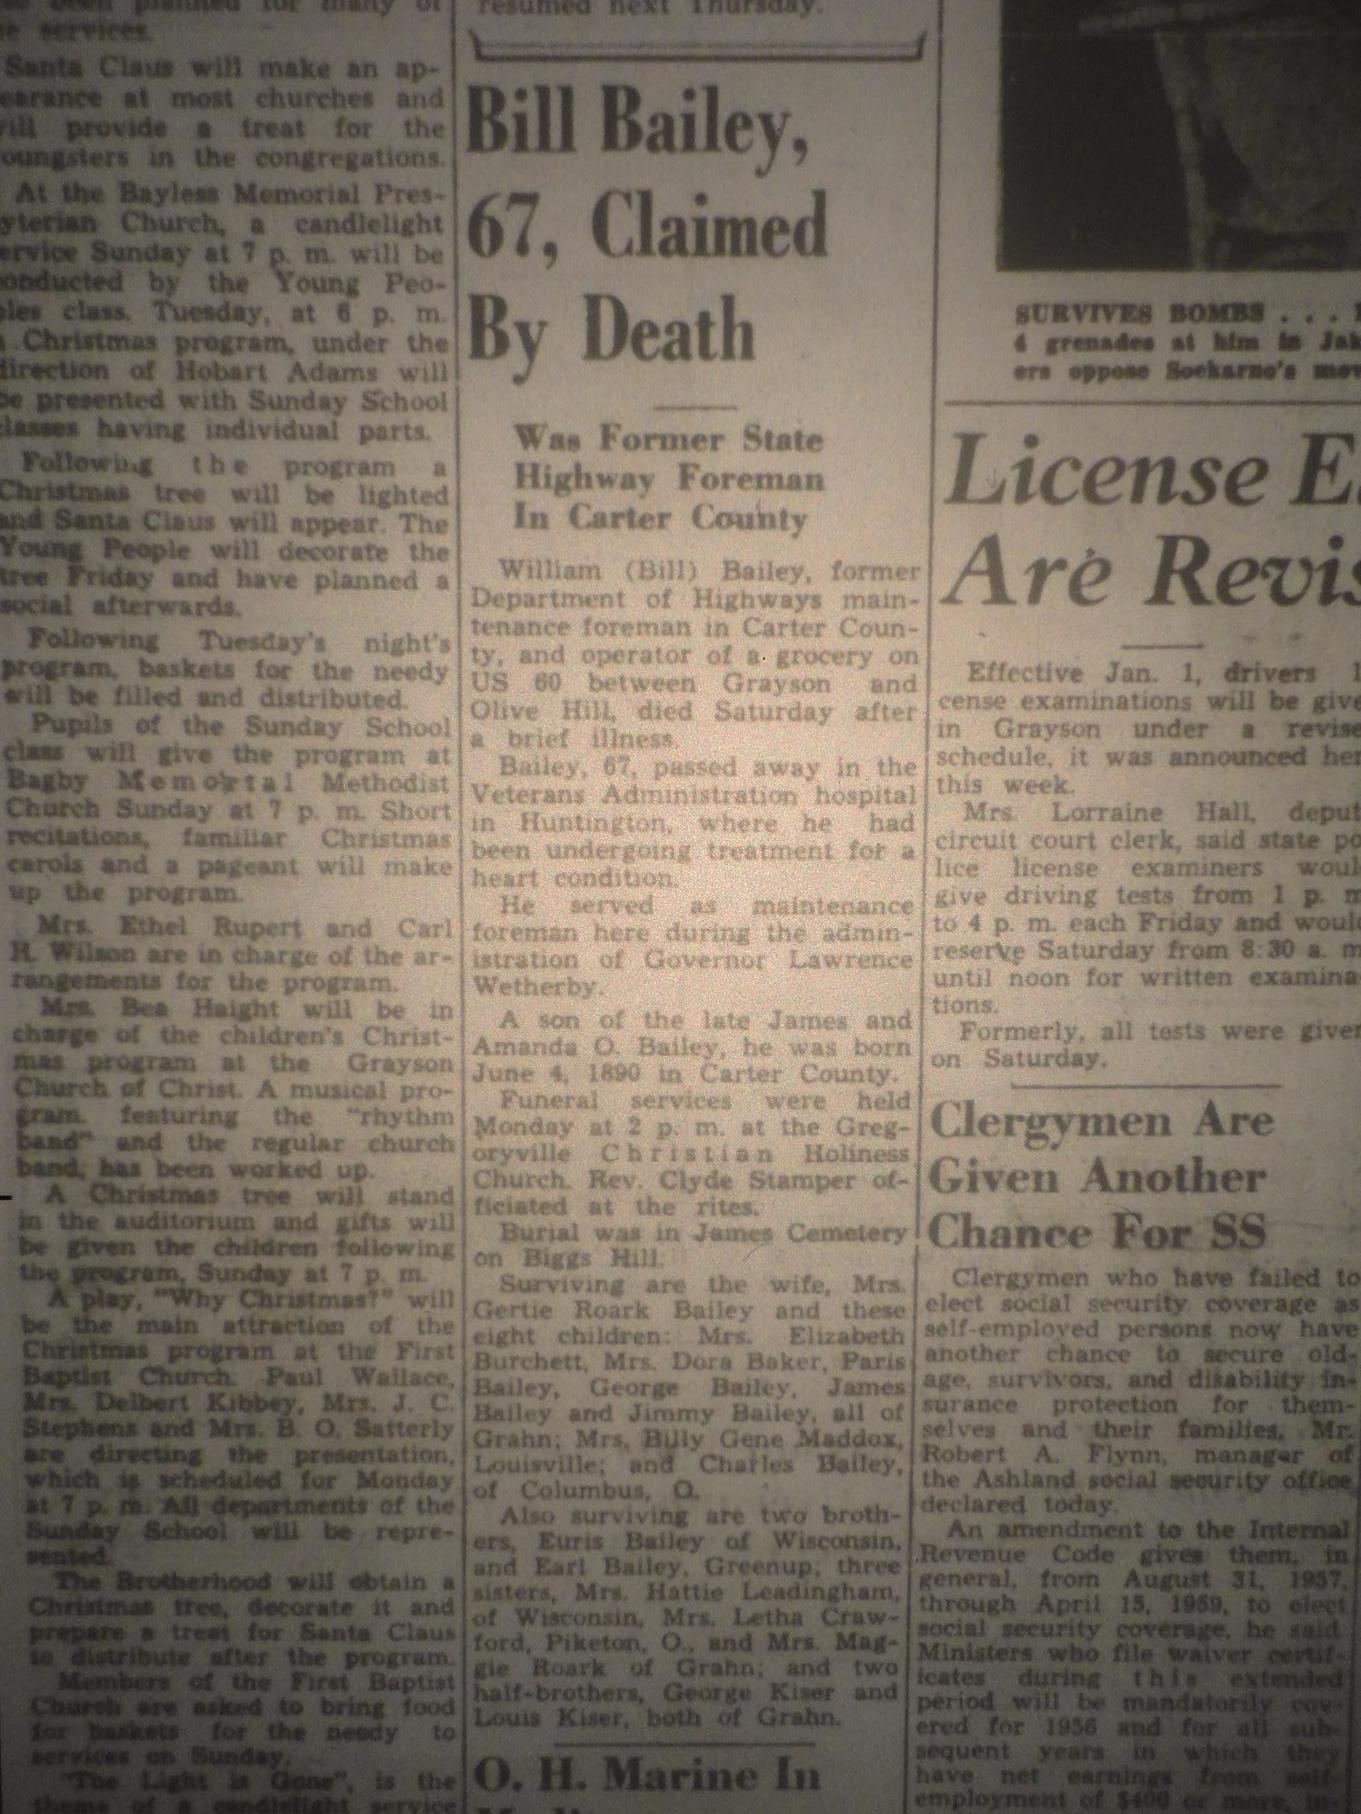 been planned for many of
services.
Santa Claus will make an ap-
earance at most churches and
ill provide a treat for the
oungsters in the congregations.
At the Bayless Memorial Pres-
yterian Church, a candlelight
ervice Sunday at 7 p. m. will be
onducted by the Young Peo-
ples class. Tuesday, at 6 p. m.
a Christmas program, under the
direction of Hobart Adams will
be presented with Sunday School
classes having individual parts.
Following the program a
Christmas tree will be lighted
and Santa Claus will appear. The
Young People will decorate the
tree Friday and have planned a
social afterwards.
Following Tuesday's night's
program, baskets for the needy
will be filled and distributed.
Pupils of the Sunday School
class will give the program at
Bagby Memorial Methodist
Church Sunday at 7 p. m. Short
recitations, familiar Christmas
carols and a pageant will make
up the program.
Mrs. Ethel Rupert and Carl
H. Wilson are in charge of the ar-
rangements for the program.
Mrs. Bea Haight will be in
charge of the children's Christ-
mas program at the Grayson
Church of Christ. A musical pro-
gram, featuring the "rhythm
band" and the regular church
band, has been worked up.
A Christmas tree will stand
in the auditorium and gifts will
be given the children following
the program, Sunday at 7 p. m.
A play, "Why Christmas?" will
be the main attraction of the
Christmas program at the First
Baptist Church. Paul Wallace,
Mrs. Delbert Kibbey, Mrs. J. C.
Stephens and Mrs. B. O. Satterly
are directing the presentation,
which is scheduled for Monday
at 7 p. m. All departments of the
Sunday School will be repre-
sented.
The Brotherhood will obtain a
Christmas tree, decorate it and
prepare a treat for Santa Claus
to distribute after the program.
Members of the First Baptist
Church are asked to bring food
for baskets for the needy to
services on Sunday.
"The Light is Gone", is the
theme of a candlelight service
resumed next Thursday.
Bill Bailey,
67, Claimed
By Death
Was Former State
Highway Foreman
In Carter County
William (Bill) Bailey, former
Department of Highways main-
tenance foreman in Carter Coun-
ty, and operator of a grocery on
US 60 between Grayson and
Olive Hill, died Saturday after
a brief illness.
Bailey, 67, passed away in the
Veterans Administration hospital
in Huntington, where he had
been undergoing treatment for a
heart condition.
He served as maintenance
foreman here during the admin-
istration of Governor Lawrence
Wetherby.
A son of the late James and
Amanda O. Bailey, he was born
June 4, 1890 in Carter County.
Funeral services were held
Monday at 2 p. m. at the Greg-
oryville Christian Holiness
Church. Rev. Clyde Stamper of-
ficiated at the rites.
Burial was in James Cemetery
on Biggs Hill.
Surviving are the wife, Mrs.
Gertie Roark Bailey and these
eight children: Mrs. Elizabeth
Burchett, Mrs. Dora Baker, Paris
Bailey, George Bailey, James
Bailey and Jimmy Bailey, all of
Grahn; Mrs. Billy Gene Maddox,
Louisville; and Charles Bailey,
of Columbus, O.
Also surviving are two broth-
ers, Euris Bailey of Wisconsin,
and Earl Bailey, Greenup; three
sisters, Mrs. Hattie Leadingham,
of Wisconsin, Mrs. Letha Craw-
ford, Piketon, O., and Mrs. Mag-
gie Roark of Grahn; and two
half-brothers, George Kiser and
Louis Kiser, both of Grahn.
O. H. Marine In
SURVIVES BOMBS . . .
4 grenades at him in Jak
ers oppose Soekarno's mov
License E
Are Revis
Effective Jan. 1, drivers l
cense examinations will be give
in Grayson under a revise
schedule, it was announced her
this week.
Mrs. Lorraine Hall, deput
circuit court clerk, said state po
lice license examiners woul
give driving tests from 1 p. m
to 4 p. m. each Friday and would
reserve Saturday from 8:30 a. m
until noon for written examina
tions.
Formerly, all tests were given
on Saturday.
Clergymen Are
Given Another
Chance For SS
Clergymen who have failed to
elect social security coverage as
self-employed persons now have
another chance to secure old-
age, survivors, and disability in-
surance protection for them-
selves and their families, Mr.
Robert A. Flynn, manager of
the Ashland social security office
declared today.
An amendment to the Internal
Revenue Code gives them, in
general, from August 31, 1957,
through April 15, 1959, to elect
social security coverage, he said.
Ministers who file waiver certif-
icates during this extended
period will be mandatorily cov-
ered for 1956 and for all sub-
sequent years in which they
have net earnings from self-
employment of $400 or more, in-